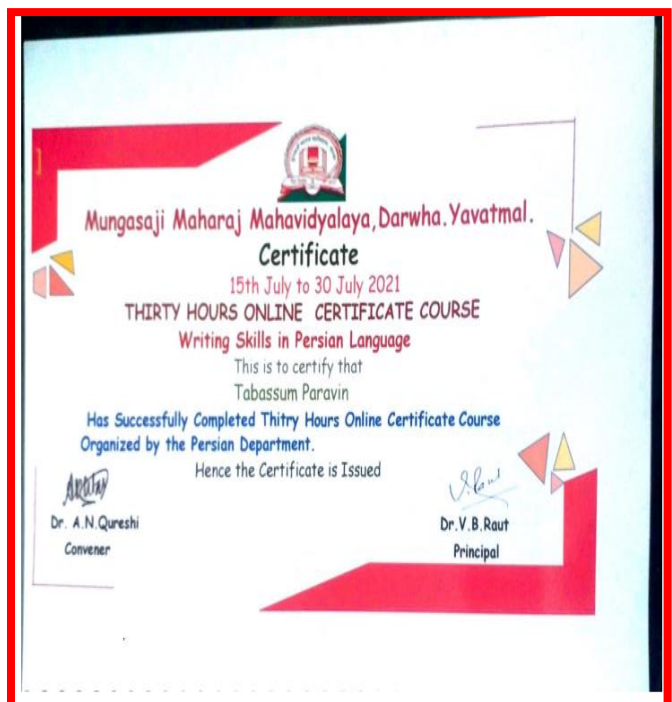 Mungasaji Maharaj Mahavidyalaya,Darwha.Yavatmal.
Certificate
15th July to 30 July 2021
THIRTY HOURS ONLINE CERTIFICATE COURSE
Writing Skills in Persian Language
This is to certify that
Tabassum Paravin
Has Successfully Completed Thitry Hours Online Certificate Course
Organized by the Persian Department.
Hence the Certificate is Issued
Dr. A.N.Qureshi
Convener
Dr.V.B.Raut
Principal